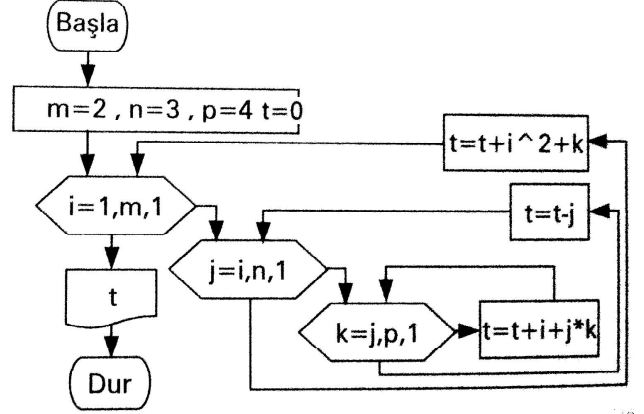 Başla
m=2 , n=3 , p=4 t=0
t=t+i^2+k
i=1,m,1
t=t-j
j=i,n,1
t
k=j,p,1
t=t+i+j*k
Dur